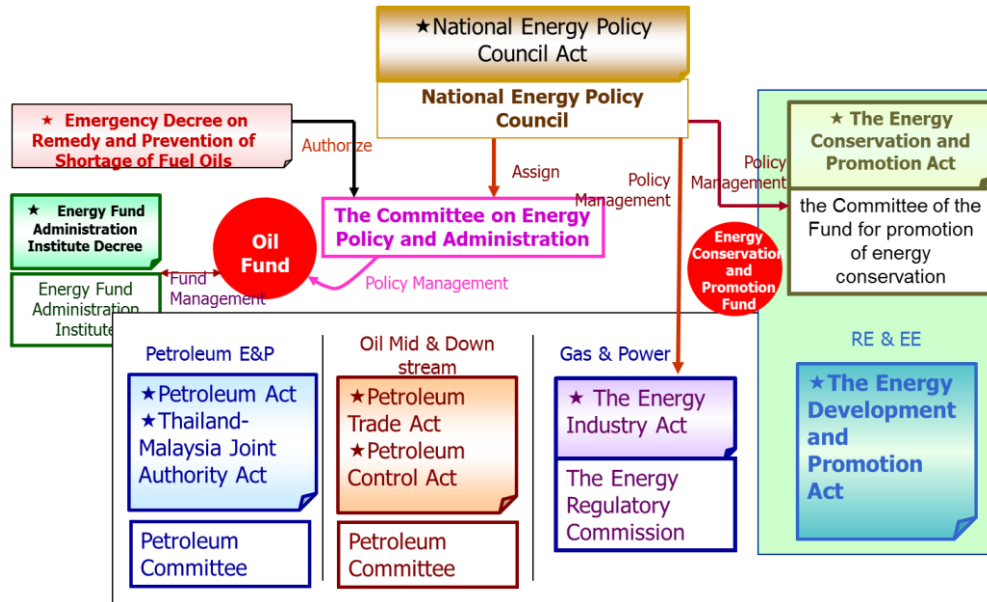 ★National Energy Policy
Council Act
National Energy Policy
Council
★ Emergency Decree on
Remedy and Prevention of
Shortage of Fuel Oils
Authorize
Assign
Policy
Management
Policy
Management
★ The Energy
Conservation and
Promotion Act
the Committee of the
Fund for promotion
of energy
conservation
★ Energy Fund
Administration
Institute Decree
Energy Fund
Administration
Institute
Fund
Management
Oil
Fund
The Committee on Energy
Policy and Administration
Policy Management
Energy
Conservation
and
Promotion
Fund
Petroleum E&P
★Petroleum Act
★Thailand-
Malaysia Joint
Authority Act
Petroleum
Committee
Oil Mid & Down
stream
★Petroleum
Trade Act
★Petroleum
Control Act
Petroleum
Committee
Gas & Power
★ The Energy
Industry Act
The Energy
Regulatory
Commission
RE & EE
★The Energy
Development
and
Promotion
Act